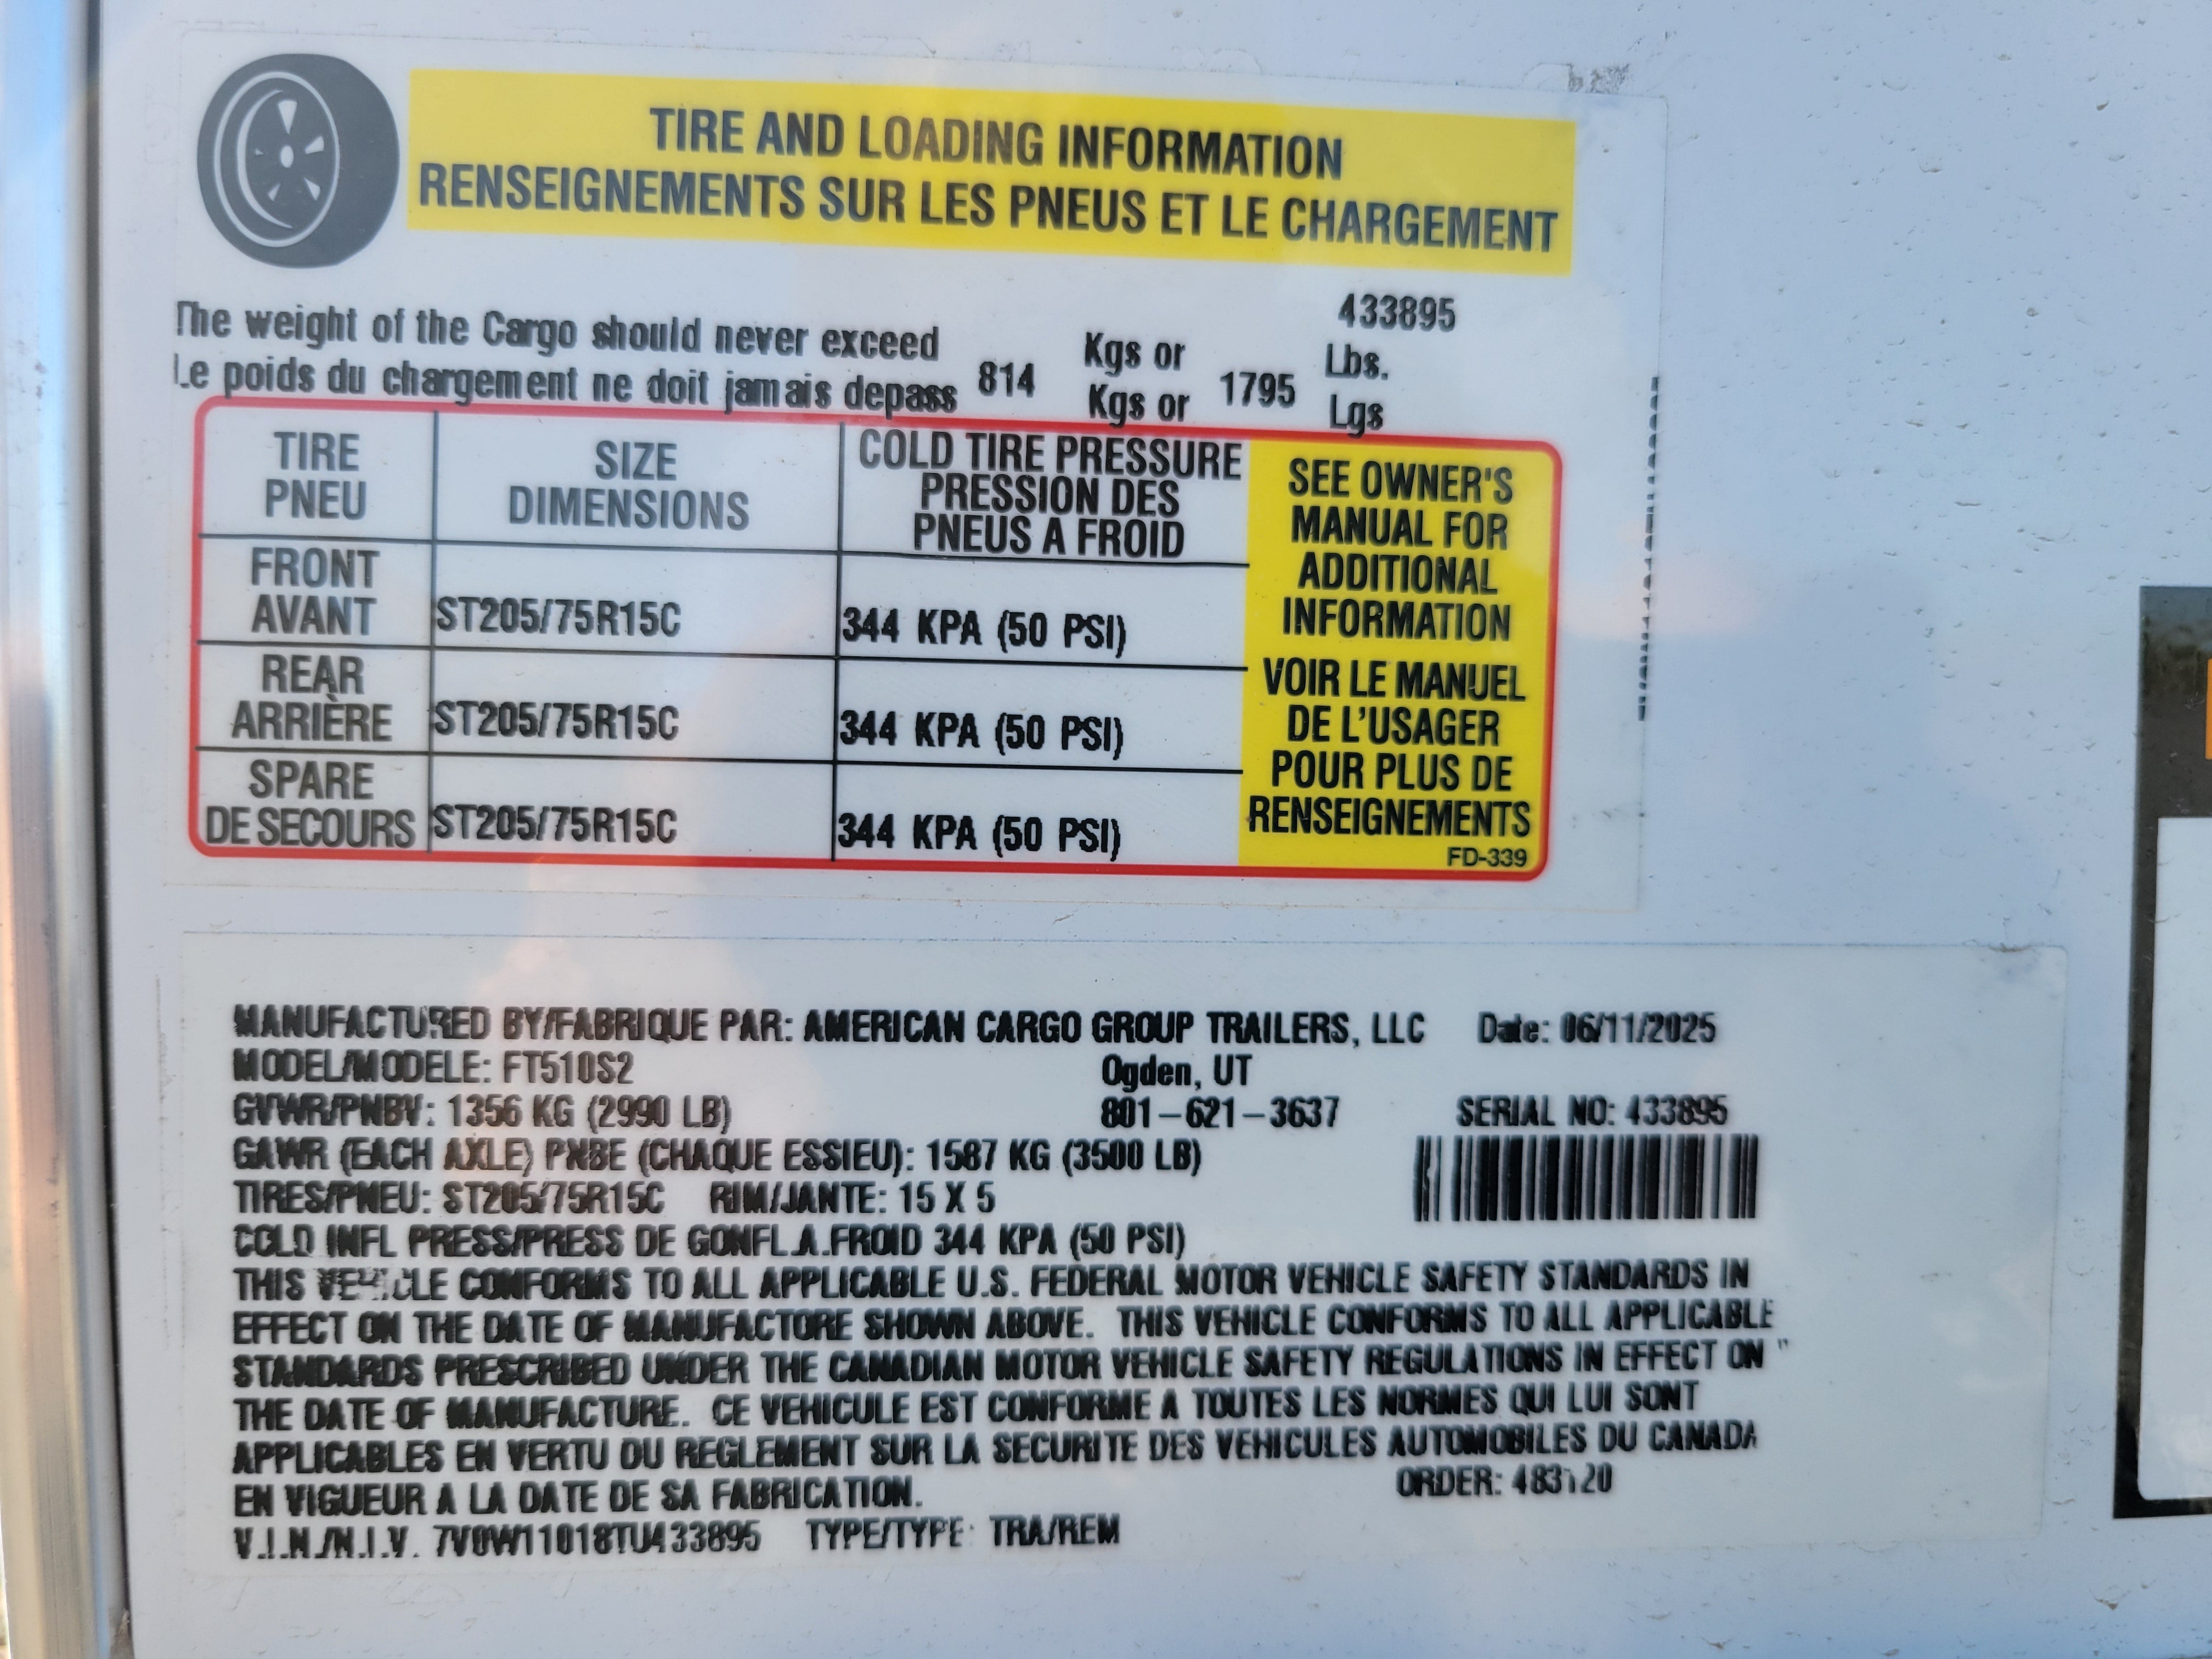 TIRE AND LOADING INFORMATION
RENSEIGNEMENTS SUR LES PNEUS ET LE CHARGEMENT
433895
The weight of the Cargo should never exceed Kgs or Lbs.
Le poids du chargement ne doit jamais depass 814 Kgs or 1795 Lgs
TIRE SIZE COLD TIRE PRESSURE
PNEU DIMENSIONS PRESSION DES
PNEUS A FROID
FRONT
AVANT ST205/75R15C 344 KPA (50 PSI)
REAR
ARRIÈRE ST205/75R15C 344 KPA (50 PSI)
SPARE
DE SECOURS ST205/75R15C 344 KPA (50 PSI)
SEE OWNER'S
MANUAL FOR
ADDITIONAL
INFORMATION
VOIR LE MANUEL
DE L'USAGER
POUR PLUS DE
RENSEIGNEMENTS
FD-339
MANUFACTURED BY/FABRIQUE PAR: AMERICAN CARGO GROUP TRAILERS, LLC Date: 06/11/2025
MODEL/MODELE: FT510S2 Ogden, UT
GVWR/PNBV: 1356 KG (2990 LB) 801-621-3637 SERIAL NO: 433895
GAWR (EACH AXLE) PNBE (CHAQUE ESSIEU): 1587 KG (3500 LB)
TIRES/PNEU: ST205/75R15C RIM/JANTE: 15 X 5
COLD INFL PRESS/PRESS DE GONFL.A.FROID 344 KPA (50 PSI)
THIS VEHICLE CONFORMS TO ALL APPLICABLE U.S. FEDERAL MOTOR VEHICLE SAFETY STANDARDS IN
EFFECT ON THE DATE OF MANUFACTORE SHOWN ABOVE. THIS VEHICLE CONFORMS TO ALL APPLICABLE
STANDARDS PRESCRIBED UNDER THE CANADIAN MOTOR VEHICLE SAFETY REGULATIONS IN EFFECT ON "
THE DATE OF MANUFACTURE. CE VEHICULE EST CONFORME A TOUTES LES NORMES QUI LUI SONT
APPLICABLES EN VERTU DU REGLEMENT SUR LA SECURITE DES VEHICULES AUTOMOBILES DU CANADA
EN VIGUEUR A LA DATE DE SA FABRICATION. ORDER: 483120
V.I.N./N.I.V. 7V0W11018TU433895 TYPE/TYPE: TRA/REM